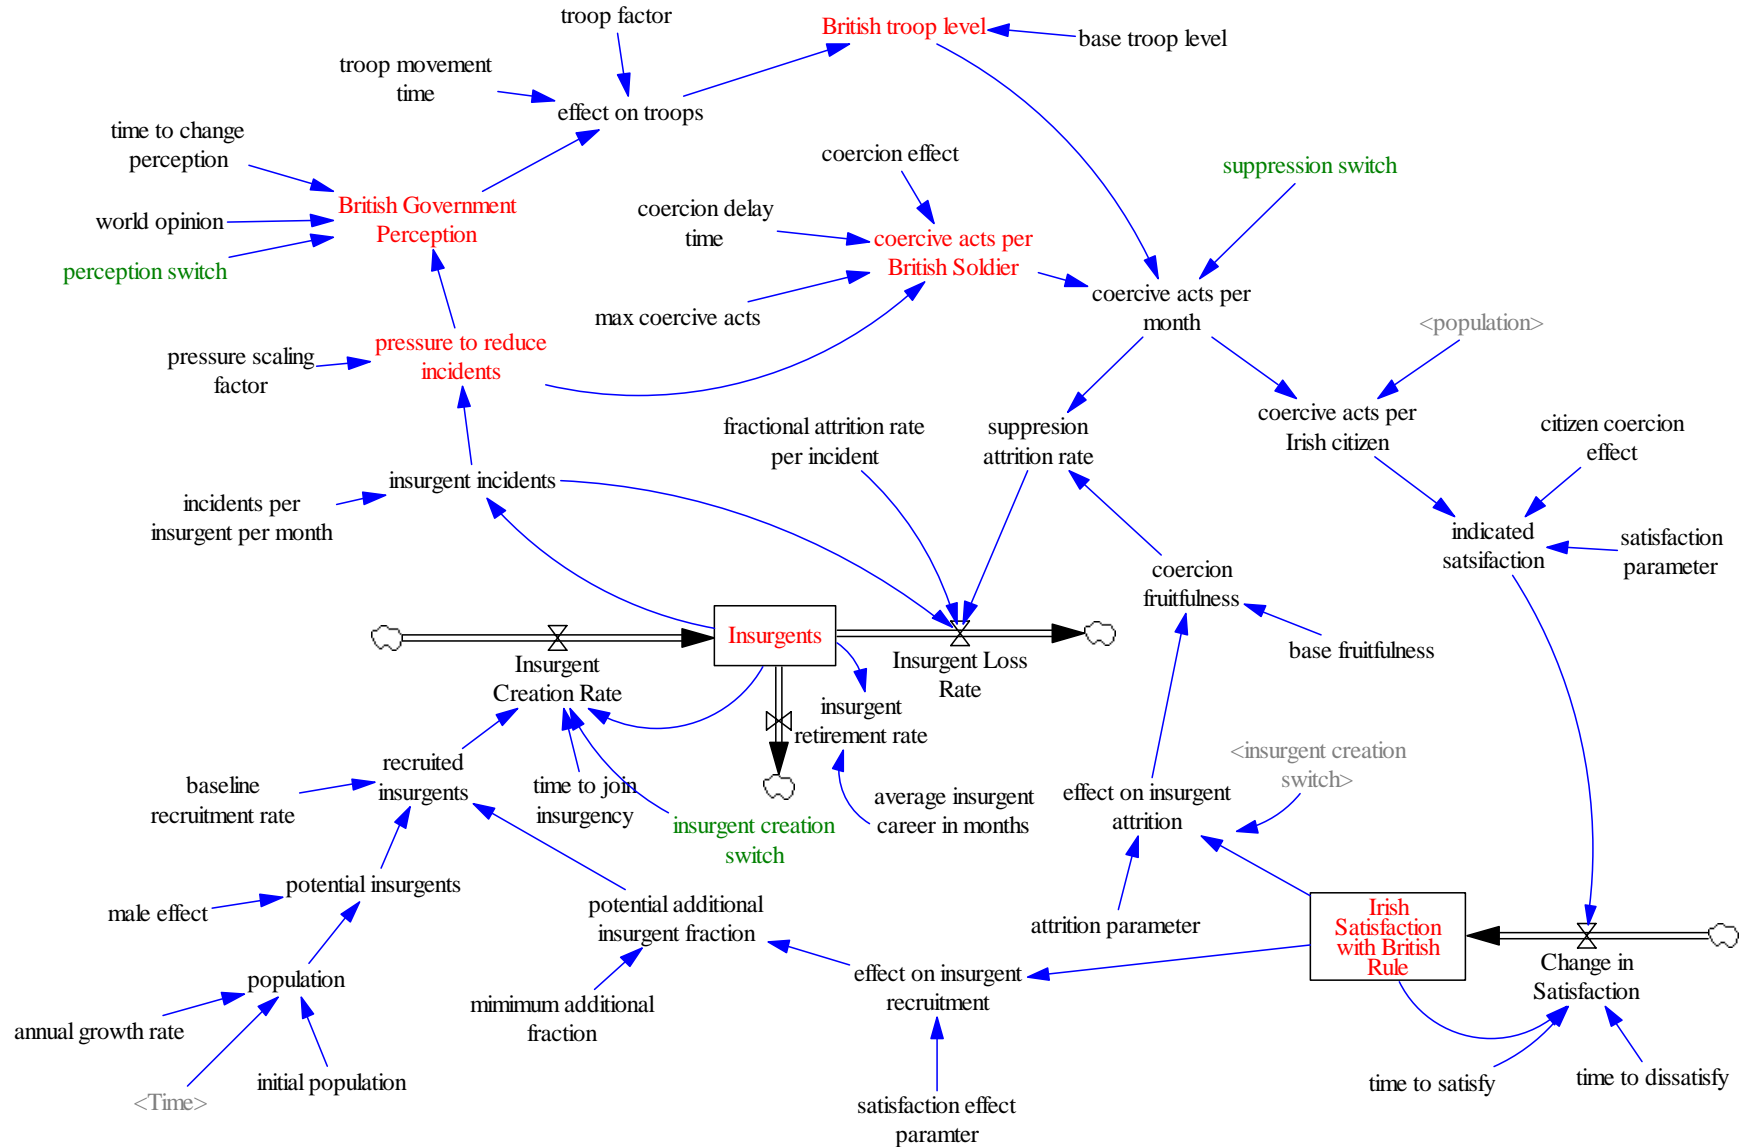 troop factor
British troop level
base troop level
troop movement
time
effect on troops
time to change
perception
coercion effect
suppression switch
world opinion
British Government
Perception
coercion delay
time
coercive acts per
British Soldier
perception switch
max coercive acts
coercive acts per
month
<population>
pressure scaling
factor
pressure to reduce
incidents
fractional attrition rate
per incident
suppresion
attrition rate
coercive acts per
Irish citizen
citizen coercion
effect
insurgent incidents
incidents per
insurgent per month
indicated
satsifaction
satisfaction
parameter
coercion
fruitfulness
Insurgents
base fruitfulness
Insurgent
Creation Rate
Insurgent Loss
Rate
insurgent
retirement rate
recruited
insurgents
baseline
recruitment rate
time to join
insurgency
insurgent creation
switch
average insurgent
career in months
effect on insurgent
attrition
<insurgent creation
switch>
potential insurgents
male effect
potential additional
insurgent fraction
attrition parameter
Irish
Satisfaction
with British
Rule
Change in
Satisfaction
population
annual growth rate
mimimum additional
fraction
effect on insurgent
recruitment
initial population
<Time>
satisfaction effect
paramter
time to satisfy
time to dissatisfy